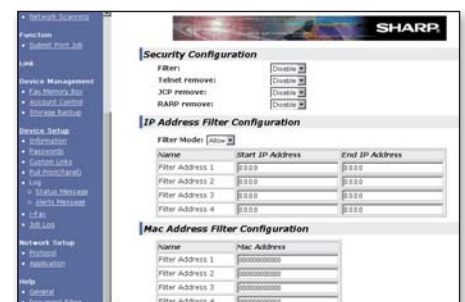 Network Scanning
Function
Submit Print Job
Link
Device Management
Fax Memory Box
Account Control
Storage Backup
Device Setup
Information
Passwords
Custom Links
Pull Print(Panel)
Log
Status Message
Alerts Message
I-Fax
Job Log
Network Setup
Protocol
Application
Help
General
SHARP
Security Configuration
Filter: Disable
Telnet remove: Disable
JCP remove: Disable
RARP remove: Disable
IP Address Filter Configuration
Filter Mode: Allow
Name Start IP Address End IP Address
Filter Address 1 0.0.0.0 0.0.0.0
Filter Address 2 0.0.0.0 0.0.0.0
Filter Address 3 0.0.0.0 0.0.0.0
Filter Address 4 0.0.0.0 0.0.0.0
Mac Address Filter Configuration
Name Mac Address
Filter Address 1 000000000000
Filter Address 2 000000000000
Filter Address 3 000000000000
Filter Address 4 000000000000